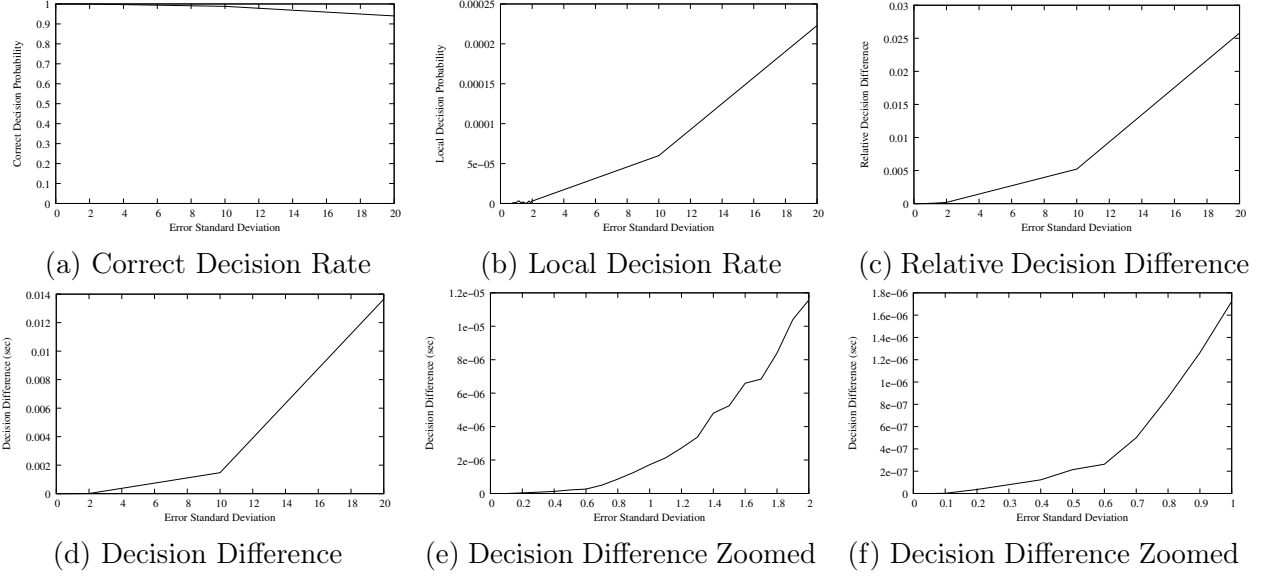 1
0.9
0.8
0.7
0.6
0.5
0.4
0.3
0.2
0.1
0
Correct Decision Probability
0 2 4 6 8 10 12 14 16 18 20
Error Standard Deviation
(a) Correct Decision Rate
0.00025
0.0002
0.00015
0.0001
5e−05
0
Local Decision Probability
0 2 4 6 8 10 12 14 16 18 20
Error Standard Deviation
(b) Local Decision Rate
0.03
0.025
0.02
0.015
0.01
0.005
0
Relative Decision Difference
0 2 4 6 8 10 12 14 16 18 20
Error Standard Deviation
(c) Relative Decision Difference
0.014
0.012
0.01
0.008
0.006
0.004
0.002
0
Decision Difference (sec)
0 2 4 6 8 10 12 14 16 18 20
Error Standard Deviation
(d) Decision Difference
1.2e−05
1e−05
8e−06
6e−06
4e−06
2e−06
0
Decision Difference (sec)
0 0.2 0.4 0.6 0.8 1 1.2 1.4 1.6 1.8 2
Error Standard Deviation
(e) Decision Difference Zoomed
1.8e−06
1.6e−06
1.4e−06
1.2e−06
1e−06
8e−07
6e−07
4e−07
2e−07
0
Decision Difference (sec)
0 0.1 0.2 0.3 0.4 0.5 0.6 0.7 0.8 0.9 1
Error Standard Deviation
(f) Decision Difference Zoomed